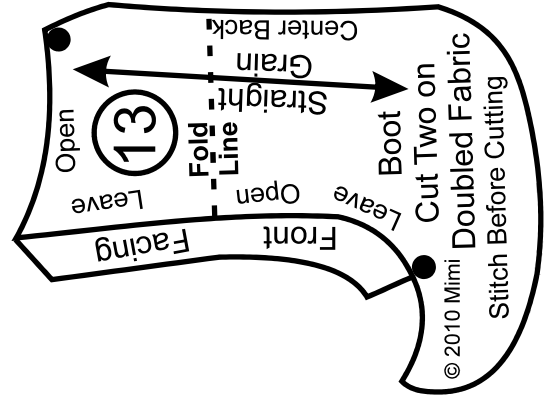 Center Back
Straight
Grain
Open
13
Fold
Line
Leave
Open
Leave
Facing
Front
Boot
Cut Two on
Doubled Fabric
Stitch Before Cutting
© 2010 Mimi